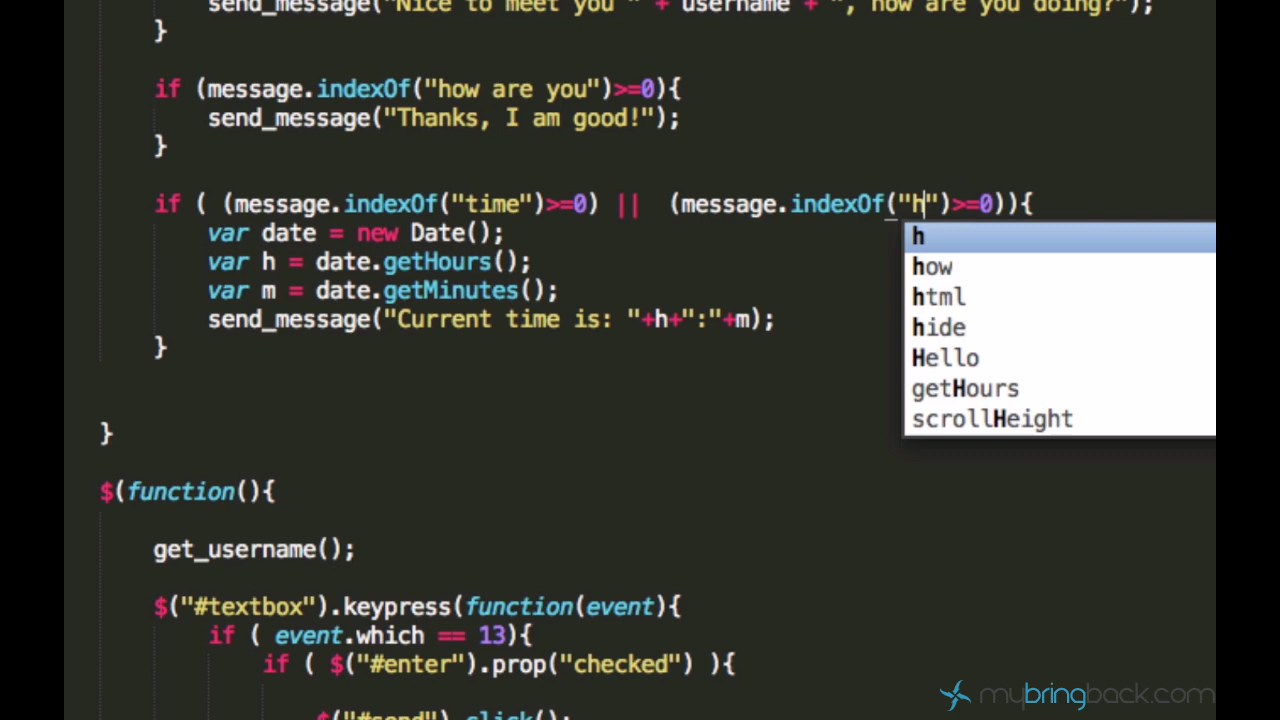 send_message("Nice to meet you " + username + ", how are you doing?");
}
if (message.indexOf("how are you")>=0){
send_message("Thanks, I am good!");
}
if ( (message.indexOf("time")>=0) ||  (message.indexOf("h")>=0)){
var date = new Date();
var h = date.getHours();
var m = date.getMinutes();
send_message("Current time is: "+h+":"+m);
}
h
how
html
hide
Hello
getHours
scrollHeight
}
$(function(){
get_username();
$("#textbox").keypress(function(event){
if ( event.which == 13){
if ( $("#enter").prop("checked") ){
$("#send").click();
mybringback.com